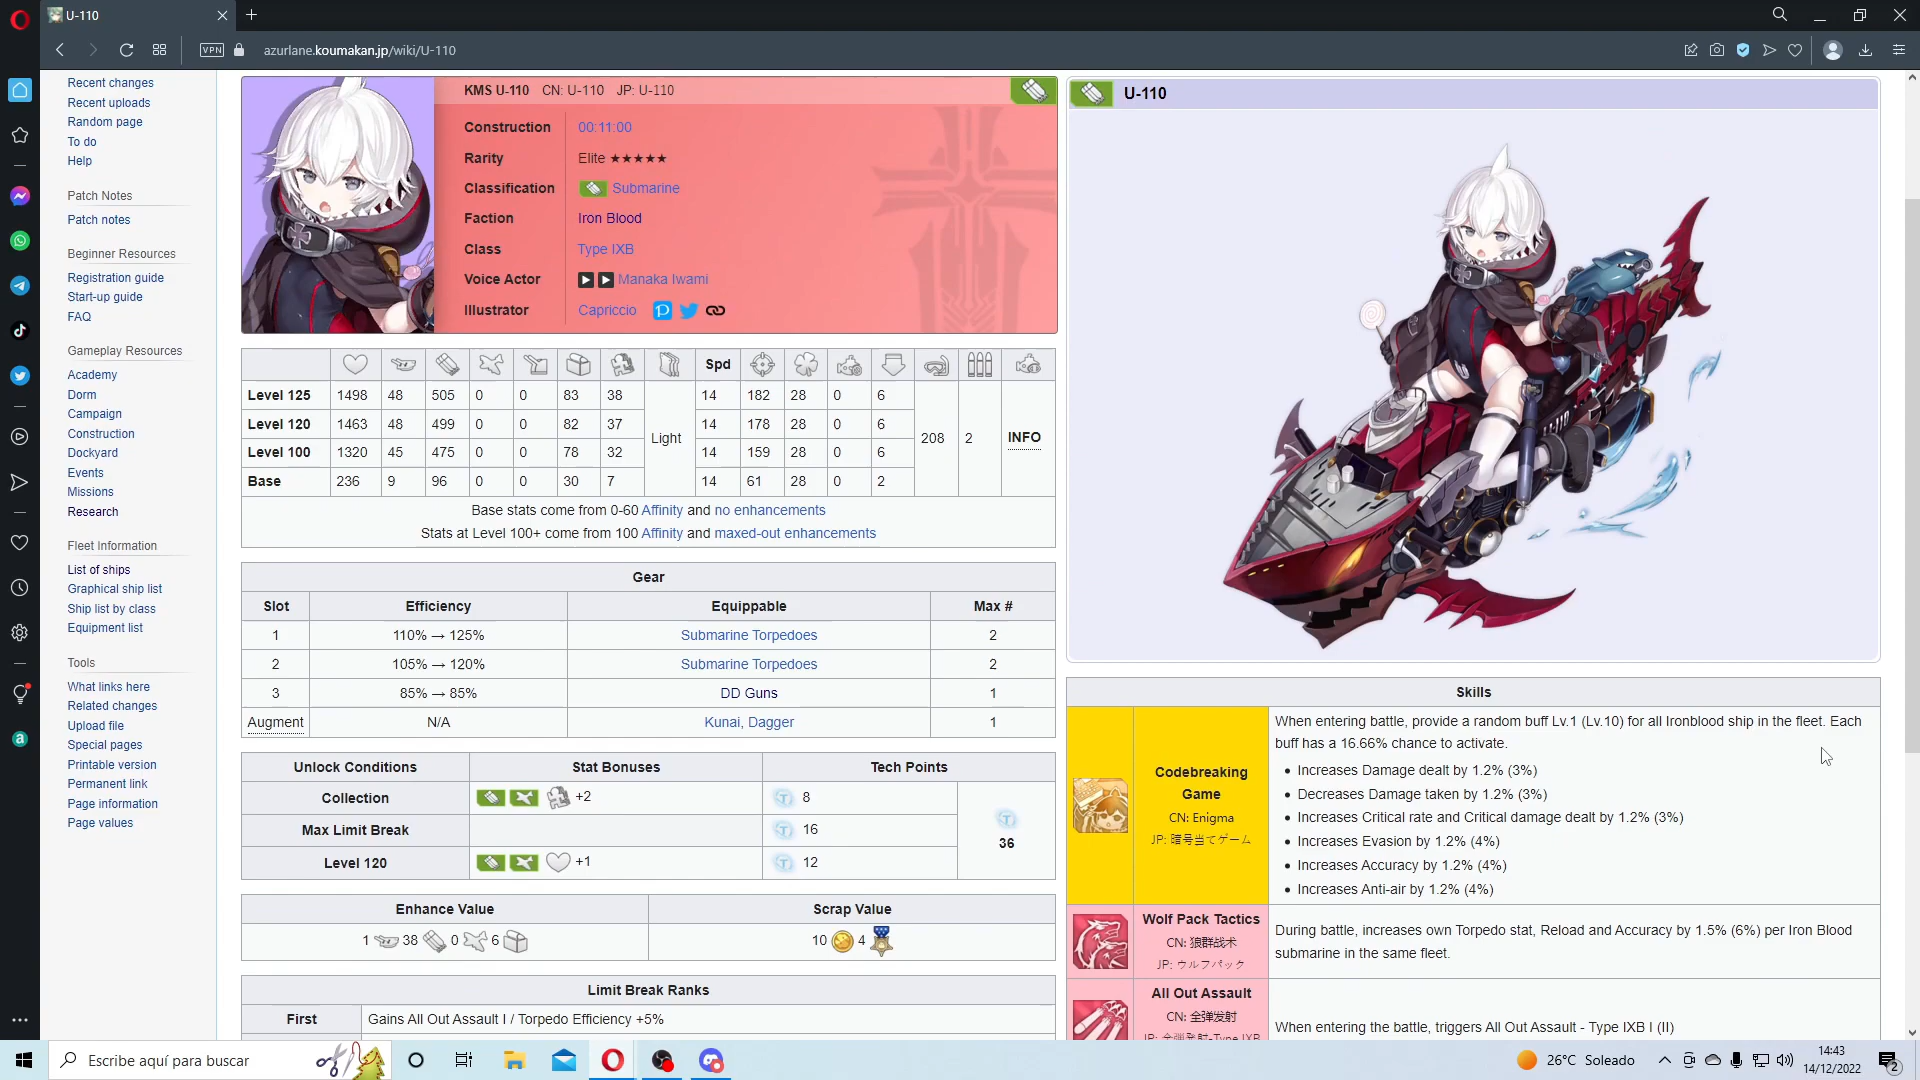 U-110
VPN
azurlane.koumakan.jp/wiki/U-110
Recent changes
Recent uploads
Random page
To do
Help
Patch Notes
Patch notes
Beginner Resources
Registration guide
Start-up guide
FAQ
Gameplay Resources
Academy
Dorm
Campaign
Construction
Dockyard
Events
Missions
Research
Fleet Information
List of ships
Graphical ship list
Ship list by class
Equipment list
Tools
What links here
Related changes
Upload file
Special pages
Printable version
Permanent link
Page information
Page values
KMS U-110 CN: U-110 JP: U-110
Construction 00:11:00
Rarity Elite ★★★★★
Classification Submarine
Faction Iron Blood
Class Type IXB
Voice Actor Manaka Iwami
Illustrator Capriccio
Spd
Level 125 1498 48 505 0 0 83 38 14 182 28 0 6
Level 120 1463 48 499 0 0 82 37 14 178 28 0 6
Light 208 2 INFO
Level 100 1320 45 475 0 0 78 32 14 159 28 0 6
Base 236 9 96 0 0 30 7 14 61 28 0 2
Base stats come from 0-60 Affinity and no enhancements
Stats at Level 100+ come from 100 Affinity and maxed-out enhancements
Gear
Slot Efficiency Equippable Max #
1 110% → 125% Submarine Torpedoes 2
2 105% → 120% Submarine Torpedoes 2
3 85% → 85% DD Guns 1
Augment N/A Kunai, Dagger 1
Unlock Conditions Stat Bonuses Tech Points
Collection +2 8
Max Limit Break 16
36
Level 120 +1 12
Enhance Value Scrap Value
1 38 0 6 10 4
Limit Break Ranks
First Gains All Out Assault I / Torpedo Efficiency +5%
U-110
Skills
Codebreaking
Game
CN: Enigma
JP: 暗号当てゲーム
When entering battle, provide a random buff Lv.1 (Lv.10) for all Ironblood ship in the fleet. Each
buff has a 16.66% chance to activate.
• Increases Damage dealt by 1.2% (3%)
• Decreases Damage taken by 1.2% (3%)
• Increases Critical rate and Critical damage dealt by 1.2% (3%)
• Increases Evasion by 1.2% (4%)
• Increases Accuracy by 1.2% (4%)
• Increases Anti-air by 1.2% (4%)
Wolf Pack Tactics
CN: 狼群战术
JP: ウルフパック
During battle, increases own Torpedo stat, Reload and Accuracy by 1.5% (6%) per Iron Blood
submarine in the same fleet.
All Out Assault
CN: 全弹发射
JP: 全弾発射-Type IXB
When entering the battle, triggers All Out Assault - Type IXB I (II)
Escribe aquí para buscar
26°C Soleado
14:43
14/12/2022
2